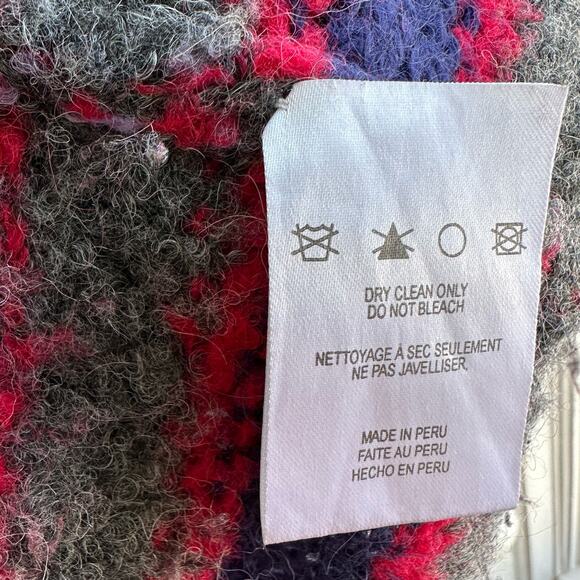 DRY CLEAN ONLY
DO NOT BLEACH
NETTOYAGE À SEC SEULEMENT
NE PAS JAVELLISER.
MADE IN PERU
FAITE AU PERU
HECHO EN PERU